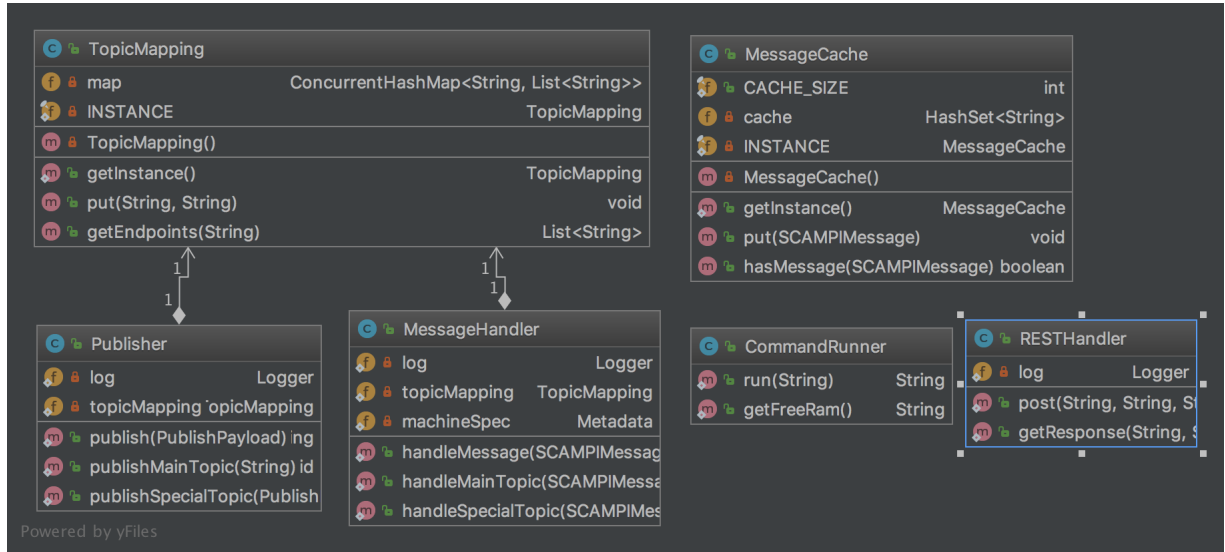 TopicMapping
map ConcurrentHashMap<String, List<String>>
INSTANCE TopicMapping
TopicMapping()
getInstance() TopicMapping
put(String, String) void
getEndpoints(String) List<String>
MessageCache
CACHE_SIZE int
cache HashSet<String>
INSTANCE MessageCache
MessageCache()
getInstance() MessageCache
put(SCAMPIMessage) void
hasMessage(SCAMPIMessage) boolean
1
1
1
1
Publisher
log Logger
topicMapping TopicMapping
publish(PublishPayload) ing
publishMainTopic(String) id
publishSpecialTopic(Publish
MessageHandler
log Logger
topicMapping TopicMapping
machineSpec Metadata
handleMessage(SCAMPIMessag
handleMainTopic(SCAMPIMessa
handleSpecialTopic(SCAMPIMes
CommandRunner
run(String) String
getFreeRam() String
RESTHandler
log Logger
post(String, String, St
getResponse(String, S
Powered by yFiles